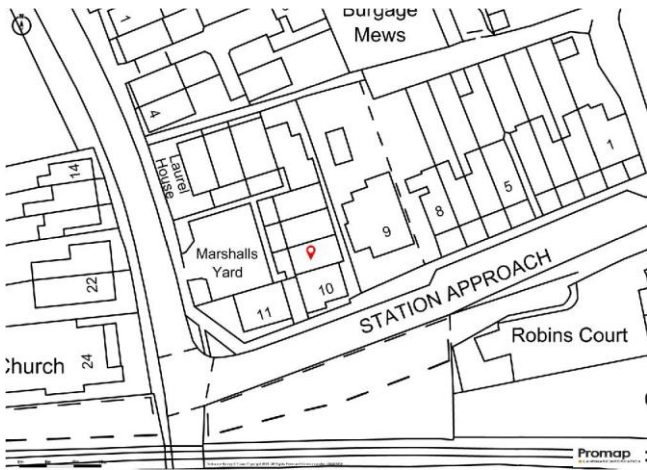 Burgage
Mews
1
4
Laurel
House
14
Marshalls
Yard
22
11
10
9
8
5
1
STATION APPROACH
Robins Court
Church
24
Promap